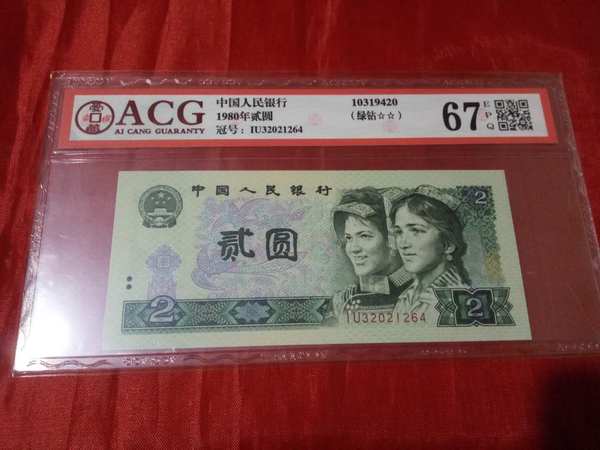 ACG
AI CANG GUARANTY
中国人民银行
1980年贰圆
冠号: IU32021264
10319420
(绿钻☆☆)
67
EPQ
中国人民银行
贰圆
2
2
2
IU32021264